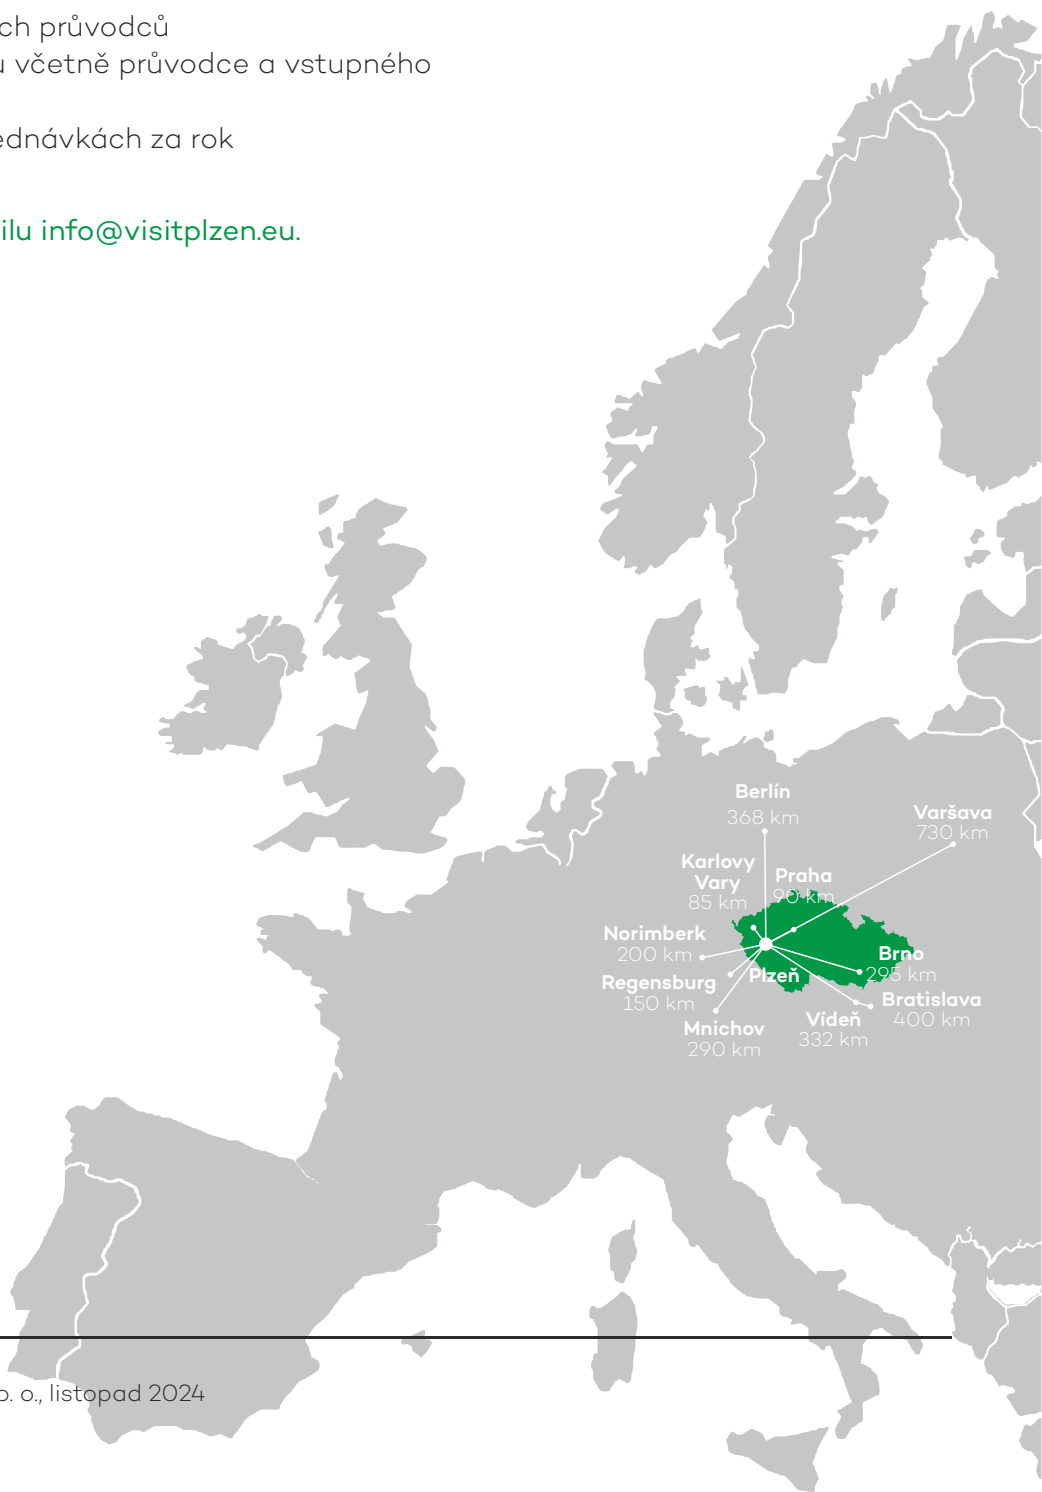 ch průvodců
u včetně průvodce a vstupného
ednávkách za rok
ilu info@visitplzen.eu.
Berlín
368 km
Varšava
730 km
Karlovy
Vary
85 km
Praha
90 km
Norimberk
200 km
Brno
295 km
Plzeň
Regensburg
150 km
Bratislava
400 km
Vídeň
332 km
Mnichov
290 km
o. o., listopad 2024